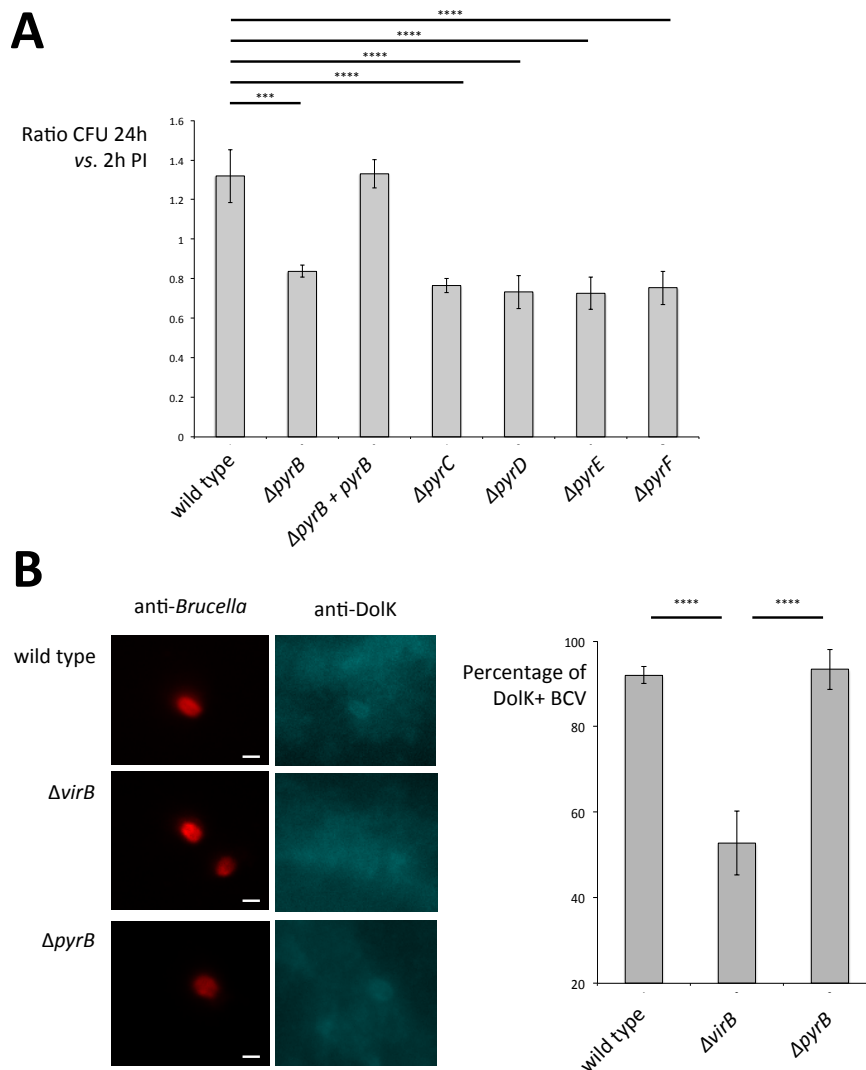 A
****
****
****
****
***
Ratio CFU 24h
vs. 2h PI
1.6
1.4
1.2
1
0.8
0.6
0.4
0.2
0
wild type
ΔpyrB
ΔpyrB + pyrB
ΔpyrC
ΔpyrD
ΔpyrE
ΔpyrF
B
anti-Brucella
anti-DolK
wild type
ΔvirB
ΔpyrB
****
****
Percentage of
DolK+ BCV
100
80
60
40
20
wild type
ΔvirB
ΔpyrB